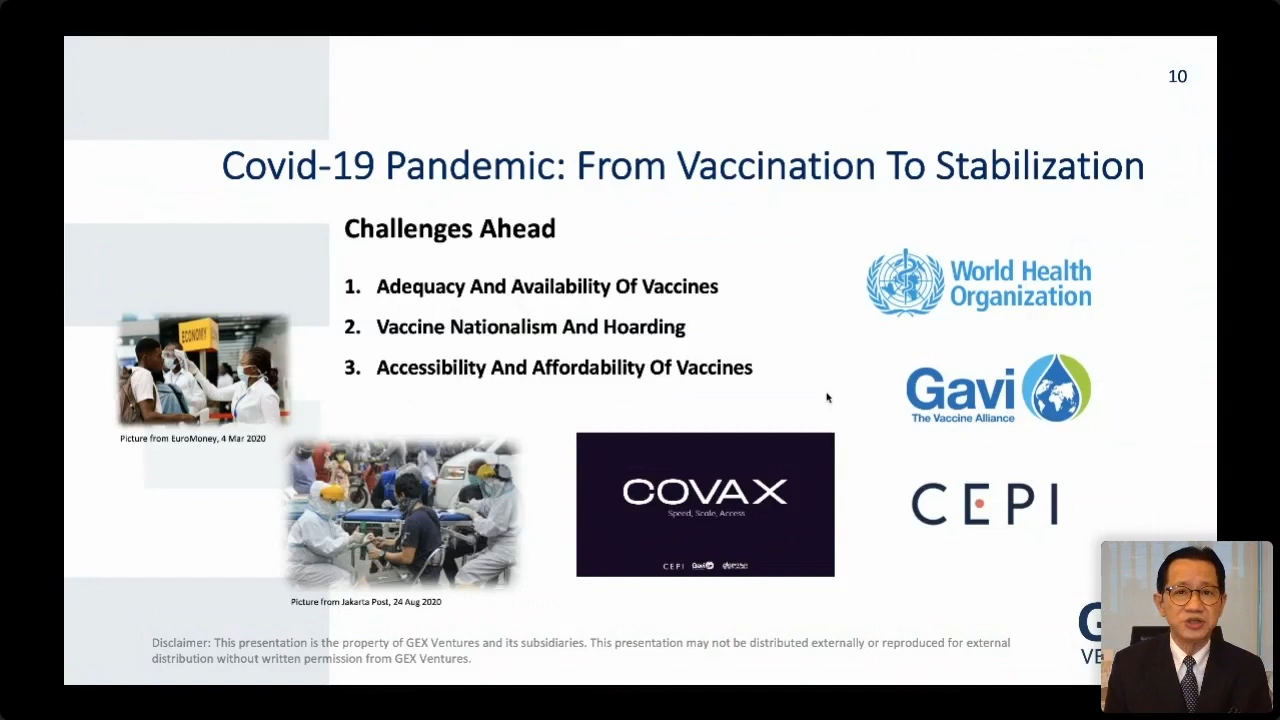 10
Covid-19 Pandemic: From Vaccination To Stabilization
Challenges Ahead
1. Adequacy And Availability Of Vaccines
2. Vaccine Nationalism And Hoarding
3. Accessibility And Affordability Of Vaccines
World Health
Organization
Gavi
The Vaccine Alliance
ECONOMY
Picture from EuroMoney, 4 Mar 2020
COVAX
Speed, Scale, Access
CEPI Gavi
CEPI
Picture from Jakarta Post, 24 Aug 2020
Disclaimer: This presentation is the property of GEX Ventures and its subsidiaries. This presentation may not be distributed externally or reproduced for external
distribution without written permission from GEX Ventures.
G
VE